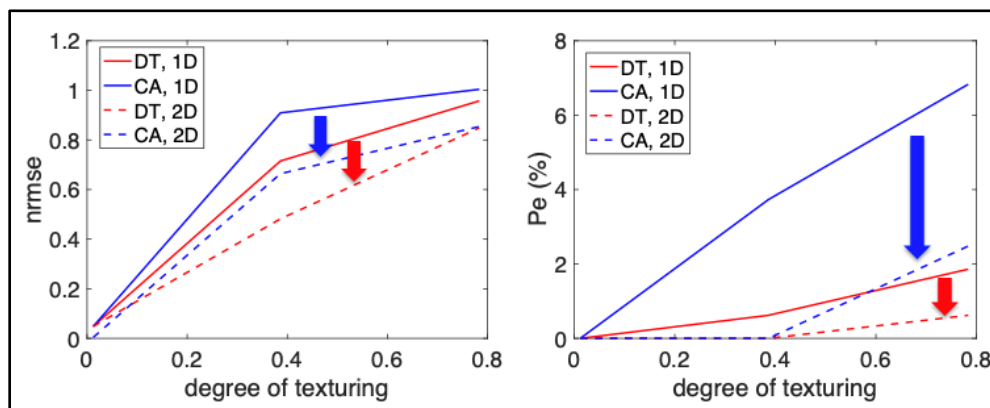 1.2
1
0.8
0.6
0.4
0.2
0
nrmse
DT, 1D
CA, 1D
DT, 2D
CA, 2D
0 0.2 0.4 0.6 0.8
degree of texturing
8
6
4
2
0
Pe (%)
DT, 1D
CA, 1D
DT, 2D
CA, 2D
0 0.2 0.4 0.6 0.8
degree of texturing